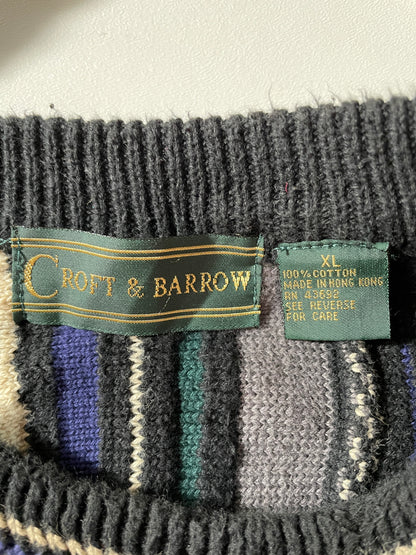 CROFT & BARROW
XL
100% COTTON
MADE IN HONG KONG
RN 43692
SEE REVERSE
FOR CARE